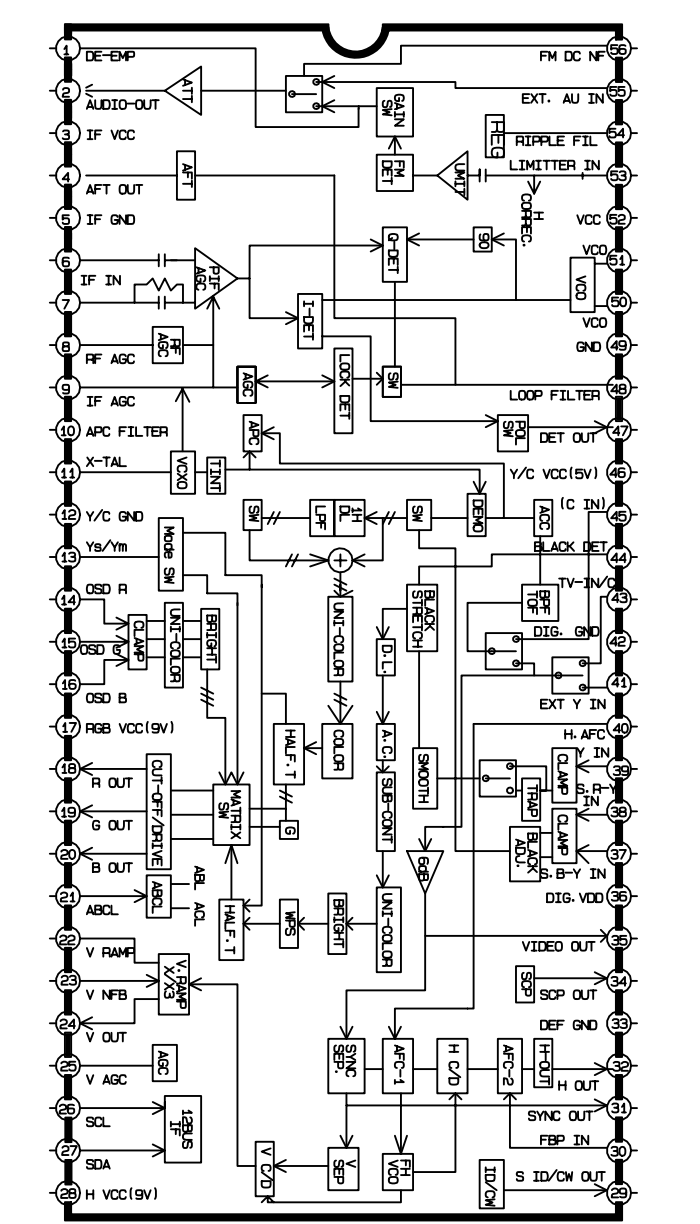 1 DE-EMP
2 AUDIO-OUT
3 IF VCC
4 AFT OUT
5 IF GND
6
IF IN
7
8 RF AGC
9 IF AGC
10 APC FILTER
11 X-TAL
12 Y/C GND
13 Ys/Ym
14 OSD R
15 OSD G
16 OSD B
17 RGB VCC(9V)
18 R OUT
19 G OUT
20 B OUT
21 ABCL
22 V RAMP
23 V NFB
24 V OUT
25 V AGC
26 SCL
27 SDA
28 H VCC(9V)
56 FM DC NF
55 EXT. AU IN
54 RIPPLE FIL
53 LIMITTER IN
52 VCC
51 VCO
50 VCO
49 GND
48 LOOP FILTER
47 DET OUT
46 Y/C VCC(5V)
45 (C IN)
44 BLACK DET
43 TV-IN/C
42 DIG. GND
41 EXT Y IN
40 H.AFC
39 Y IN
38 S.R-Y IN
37 S.B-Y IN
36 DIG.VDD
35 VIDEO OUT
34 SCP OUT
33 DEF GND
32 H OUT
31 SYNC OUT
30 FBP IN
29 S ID/CW OUT
ATT
GAIN SW
REG
AFT
FM DET
LIMIT
H CORREC.
PIF AGC
Q-DET
90
VCO
I-DET
RF AGC
AGC
LOCK DET
SW
APC
POL SW
VCXO
TINT
SW
LPF
1H DL
SW
DEMO
ACC
Mode SW
+
BLACK STRETCH
BPF TOF
CLAMP
UNI-COLOR
BRIGHT
UNI-COLOR
D.L.
HALF.T
COLOR
A.C.
SMOOTH
TRAP
CLAMP
CUT-OFF/DRIVE
MATRIX SW
G
SUB-CONT
BLACK ADJ.
CLAMP
6dB
ABCL
ABL
ACL
HALF.T
WPS
BRIGHT
UNI-COLOR
V.RAMP X/X3
SCP
AGC
SYNC SEP.
AFC-1
H C/D
AFC-2
H-OUT
12BUS IF
V C/D
V SEP
FH VCO
ID/CW